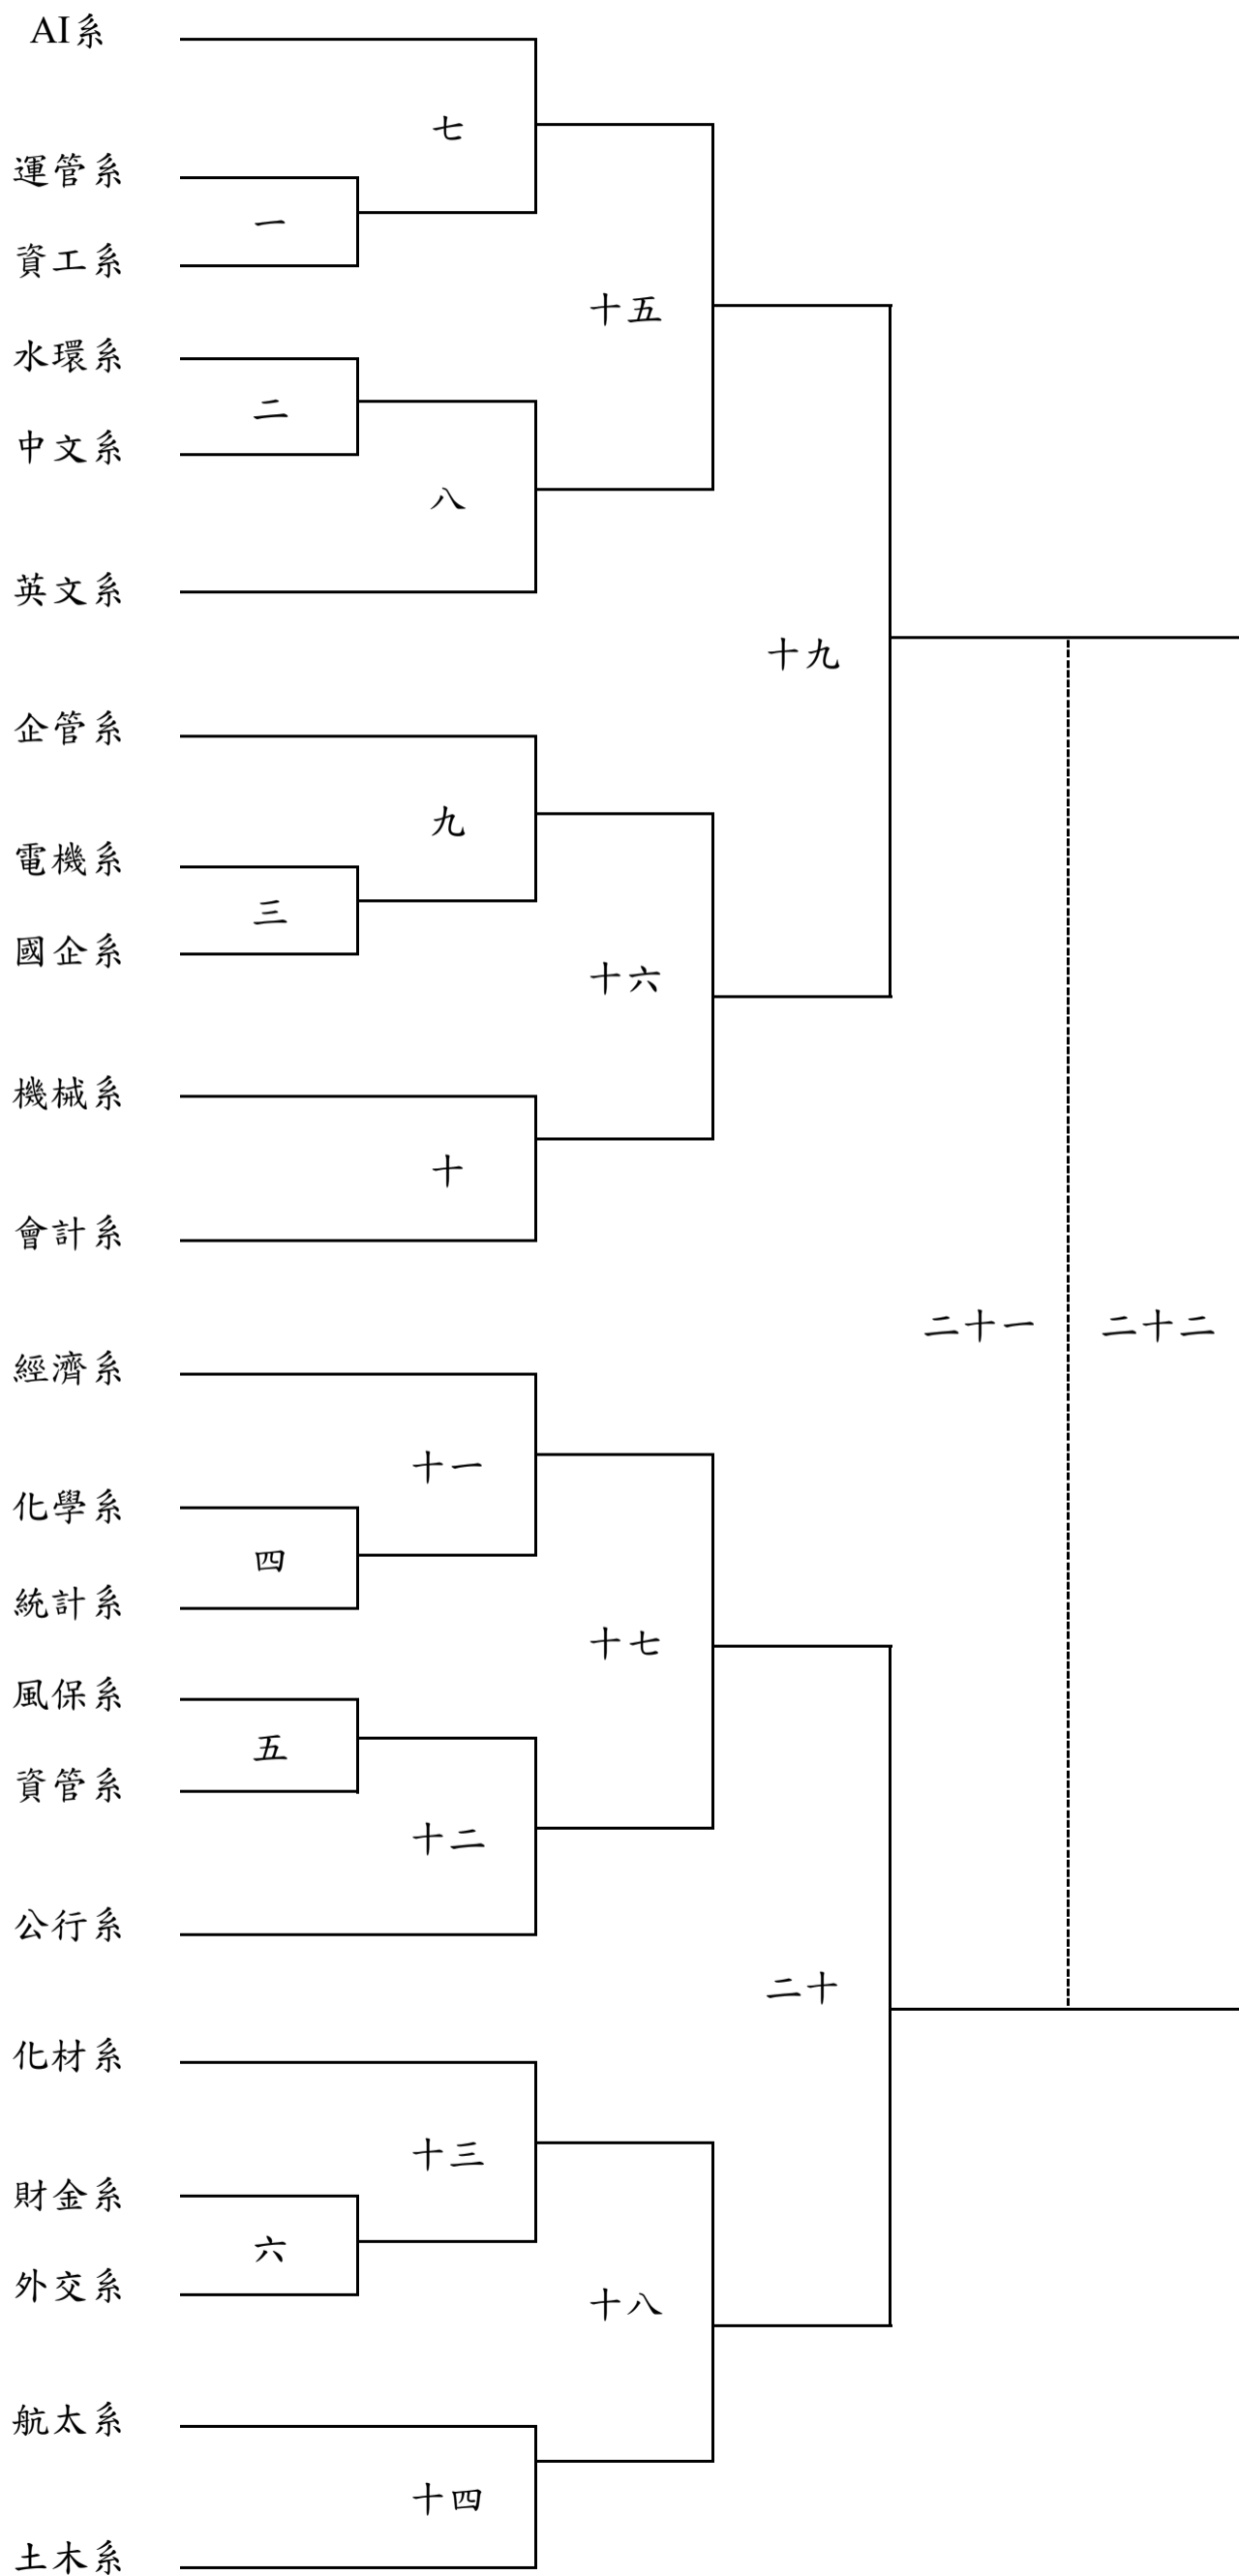 AI系
七
運管系
一
資工系
十五
水環系
二
中文系
八
英文系
十九
企管系
九
電機系
三
國企系
十六
機械系
十
會計系
二十一 二十二
經濟系
十一
化學系
四
統計系
十七
風保系
五
資管系
十二
公行系
二十
化材系
十三
財金系
六
外交系
十八
航太系
十四
土木系